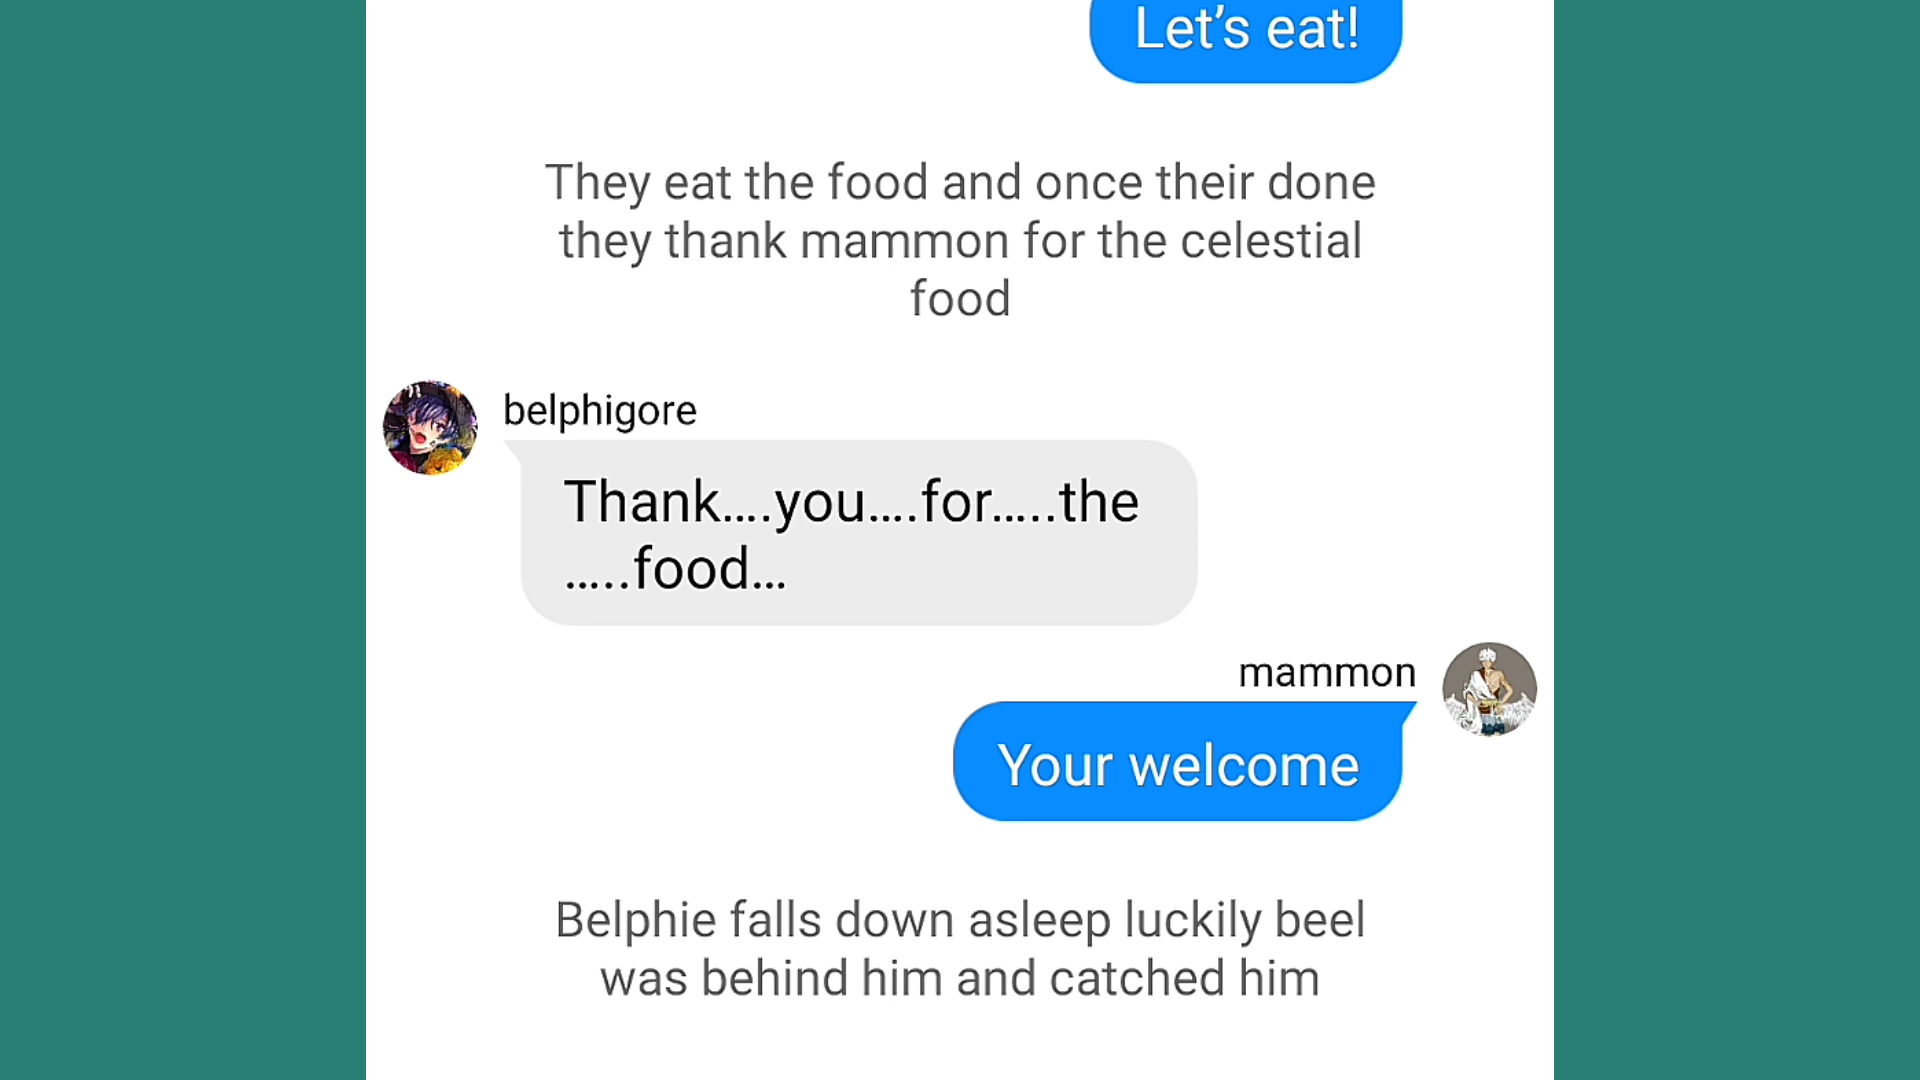 Let’s eat!
They eat the food and once their done
they thank mammon for the celestial
food
belphigore
Thank....you....for.....the
.....food...
mammon
Your welcome
Belphie falls down asleep luckily beel
was behind him and catched him